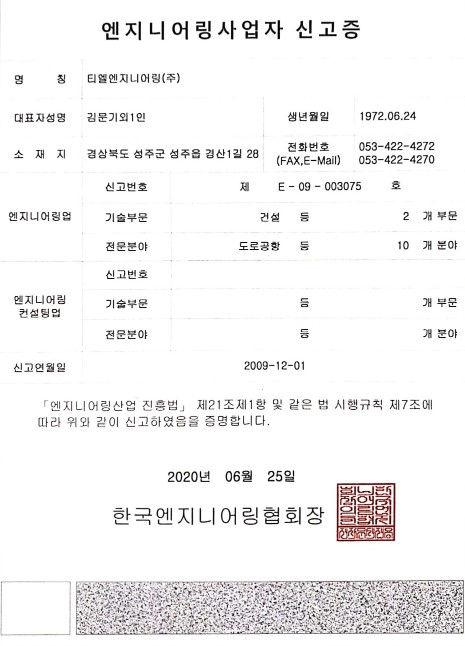 엔지니어링사업자 신고증
명 칭 티엘엔지니어링(주)
대표자성명 김문기외1인 생년월일 1972.06.24
소 재 지 경상북도 성주군 성주읍 경산1길 28 전화번호 053-422-4272
(FAX,E-Mail) 053-422-4270
엔지니어링업 신고번호 제 E - 09 - 003075 호
기술부문 건설 등 2 개 부문
전문분야 도로공항 등 10 개 분야
엔지니어링
컨설팅업 신고번호
기술부문 등 개 부문
전문분야 등 개 분야
신고연월일 2009-12-01
「엔지니어링산업 진흥법」 제21조제1항 및 같은 법 시행규칙 제7조에
따라 위와 같이 신고하였음을 증명합니다.
2020년 06월 25일
한국엔지니어링협회장